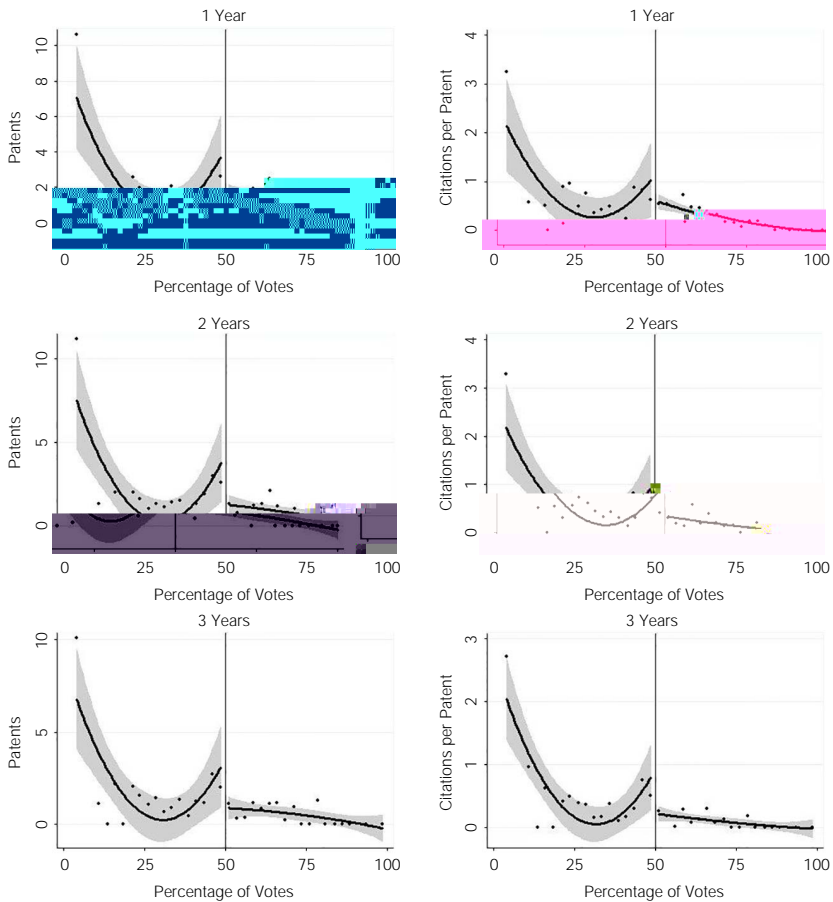 1 Year
Patents
10
8
6
4
2
0
0 25 50 75 100
Percentage of Votes
1 Year
Citations per Patent
4
3
2
1
0
0 25 50 75 100
Percentage of Votes
2 Years
Patents
10
5
0
0 25 50 75 100
Percentage of Votes
2 Years
Citations per Patent
4
3
2
1
0
0 25 50 75 100
Percentage of Votes
3 Years
Patents
10
5
0
0 25 50 75 100
Percentage of Votes
3 Years
Citations per Patent
3
2
1
0
0 25 50 75 100
Percentage of Votes